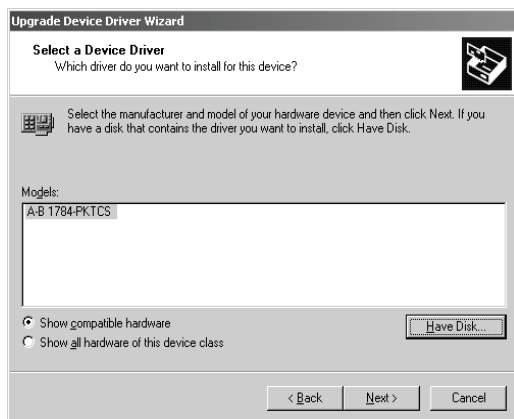 Upgrade Device Driver Wizard
Select a Device Driver
Which driver do you want to install for this device?
Select the manufacturer and model of your hardware device and then click Next. If you
have a disk that contains the driver you want to install, click Have Disk.
Models:
A-B 1784-PKTCS
Show compatible hardware
Show all hardware of this device class
Have Disk...
< Back
Next >
Cancel